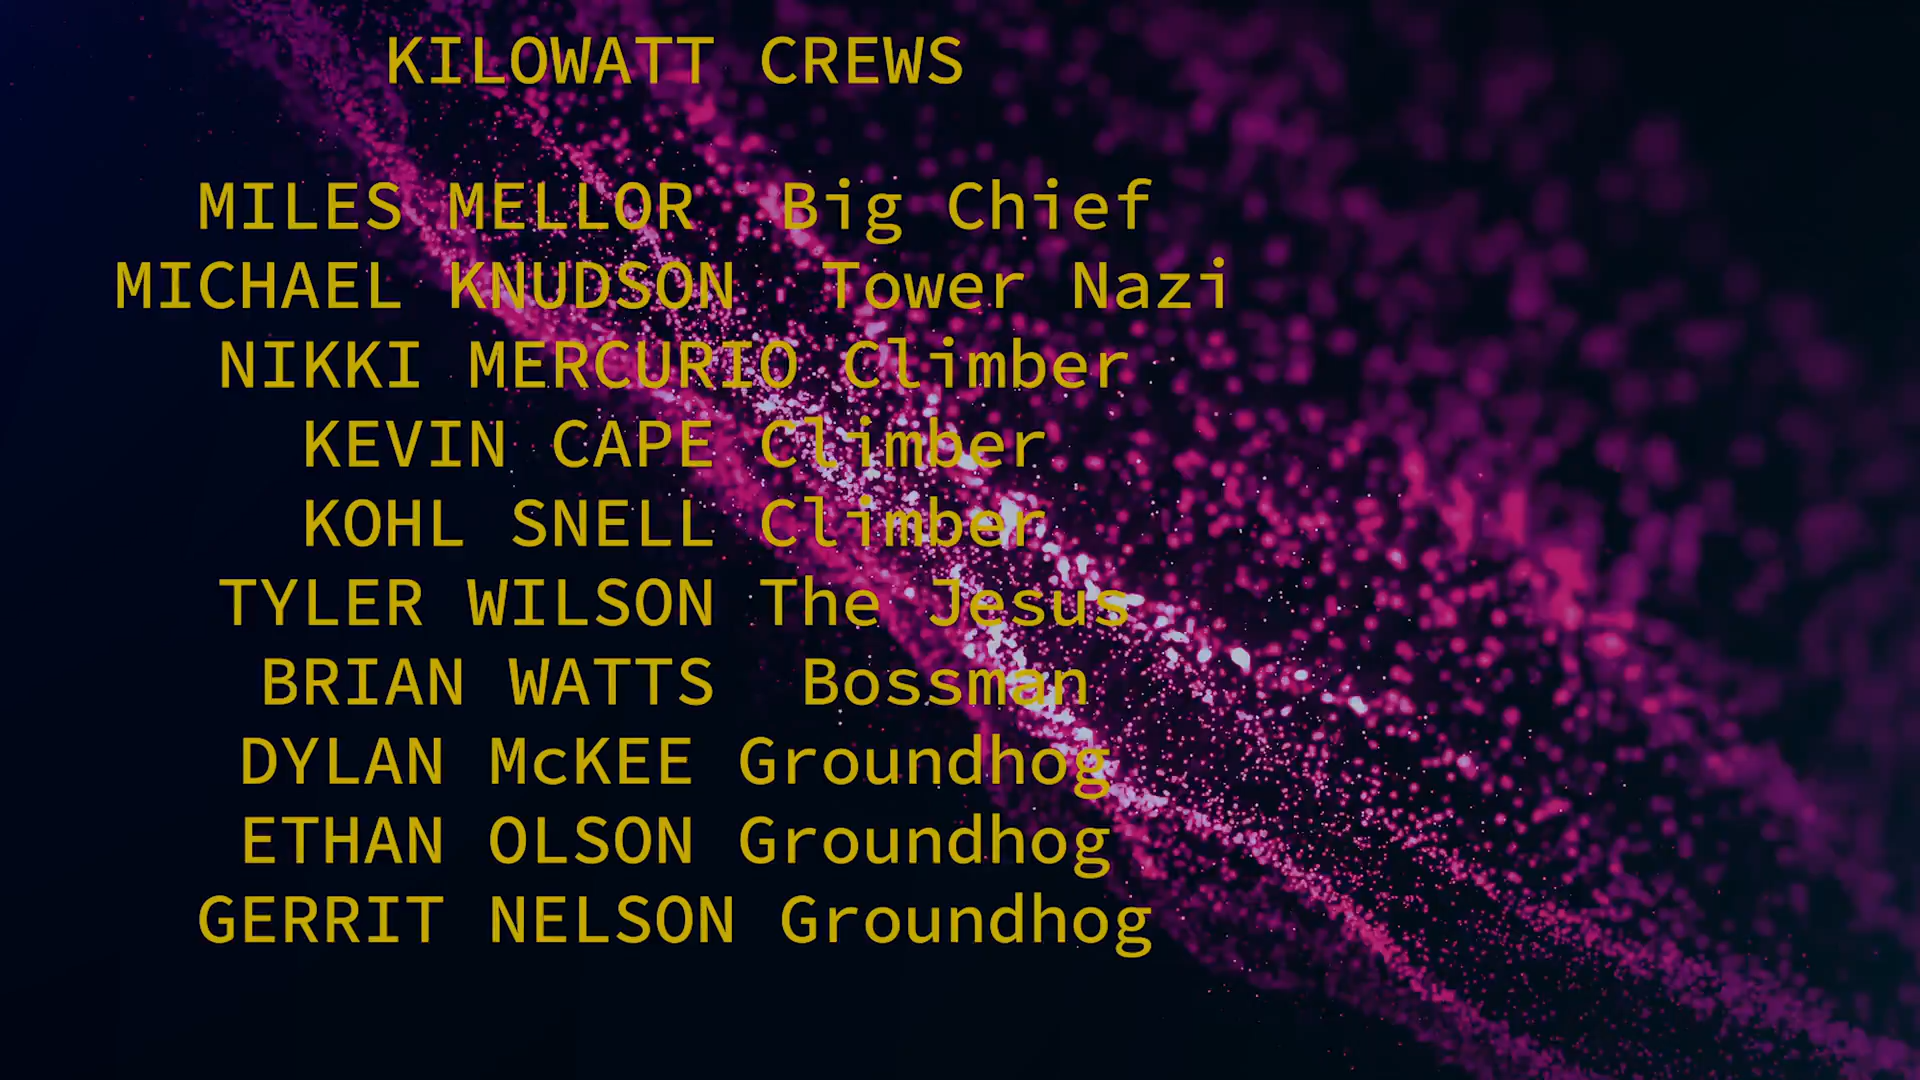 KILOWATT CREWS
MILES MELLOR Big Chief
MICHAEL KNUDSON Tower Nazi
NIKKI MERCURIO Climber
KEVIN CAPE Climber
KOHL SNELL Climber
TYLER WILSON The Jesus
BRIAN WATTS Bossman
DYLAN McKEE Groundhog
ETHAN OLSON Groundhog
GERRIT NELSON Groundhog